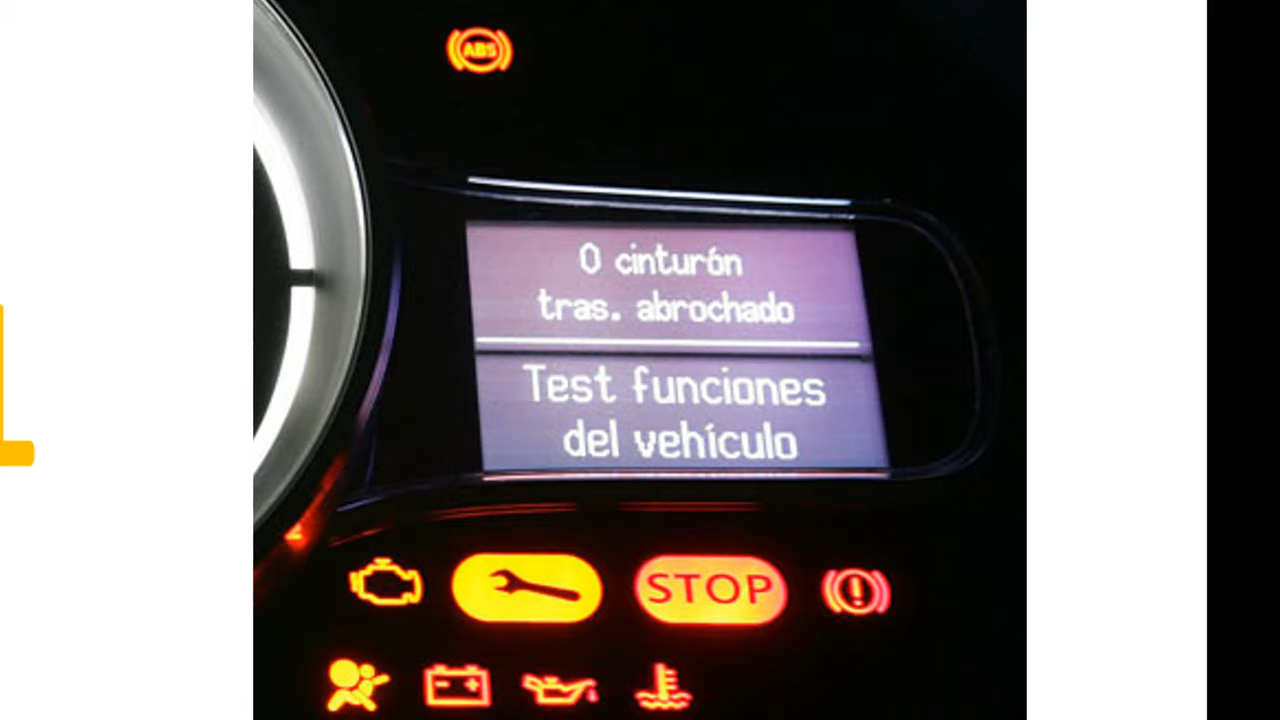 ABS
0 cinturón
tras. abrochado
Test funciones
del vehículo
STOP